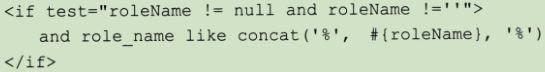 <if test="roleName != null and roleName !=''">
    and role_name like concat('%', #{roleName}, '%')
</if>